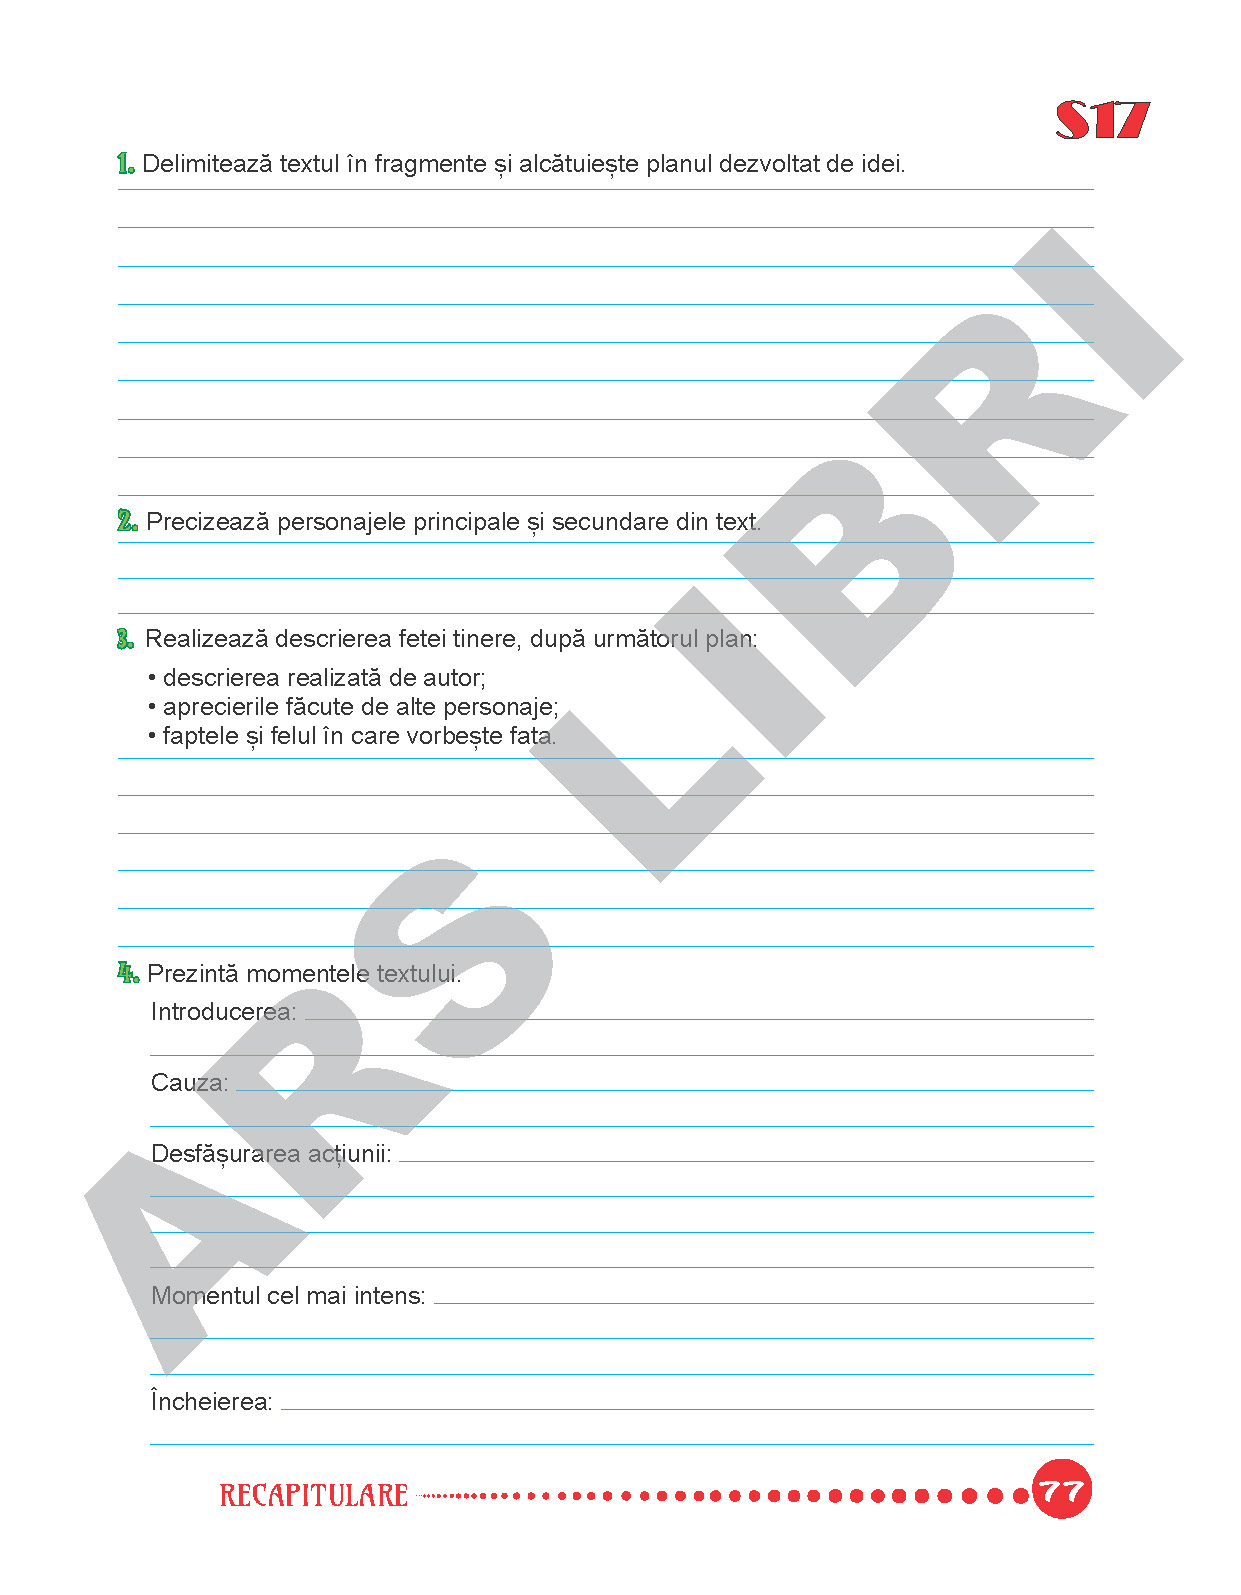 S17
1. Delimitează textul în fragmente și alcătuiește planul dezvoltat de idei.
2. Precizează personajele principale și secundare din text.
3. Realizează descrierea fetei tinere, după următorul plan:
• descrierea realizată de autor;
• aprecierile făcute de alte personaje;
• faptele și felul în care vorbește fata.
4. Prezintă momentele textului.
Introducerea:
Cauza:
Desfășurarea acțiunii:
Momentul cel mai intens:
Încheierea:
RECAPITULARE 77
ARS LIBRI